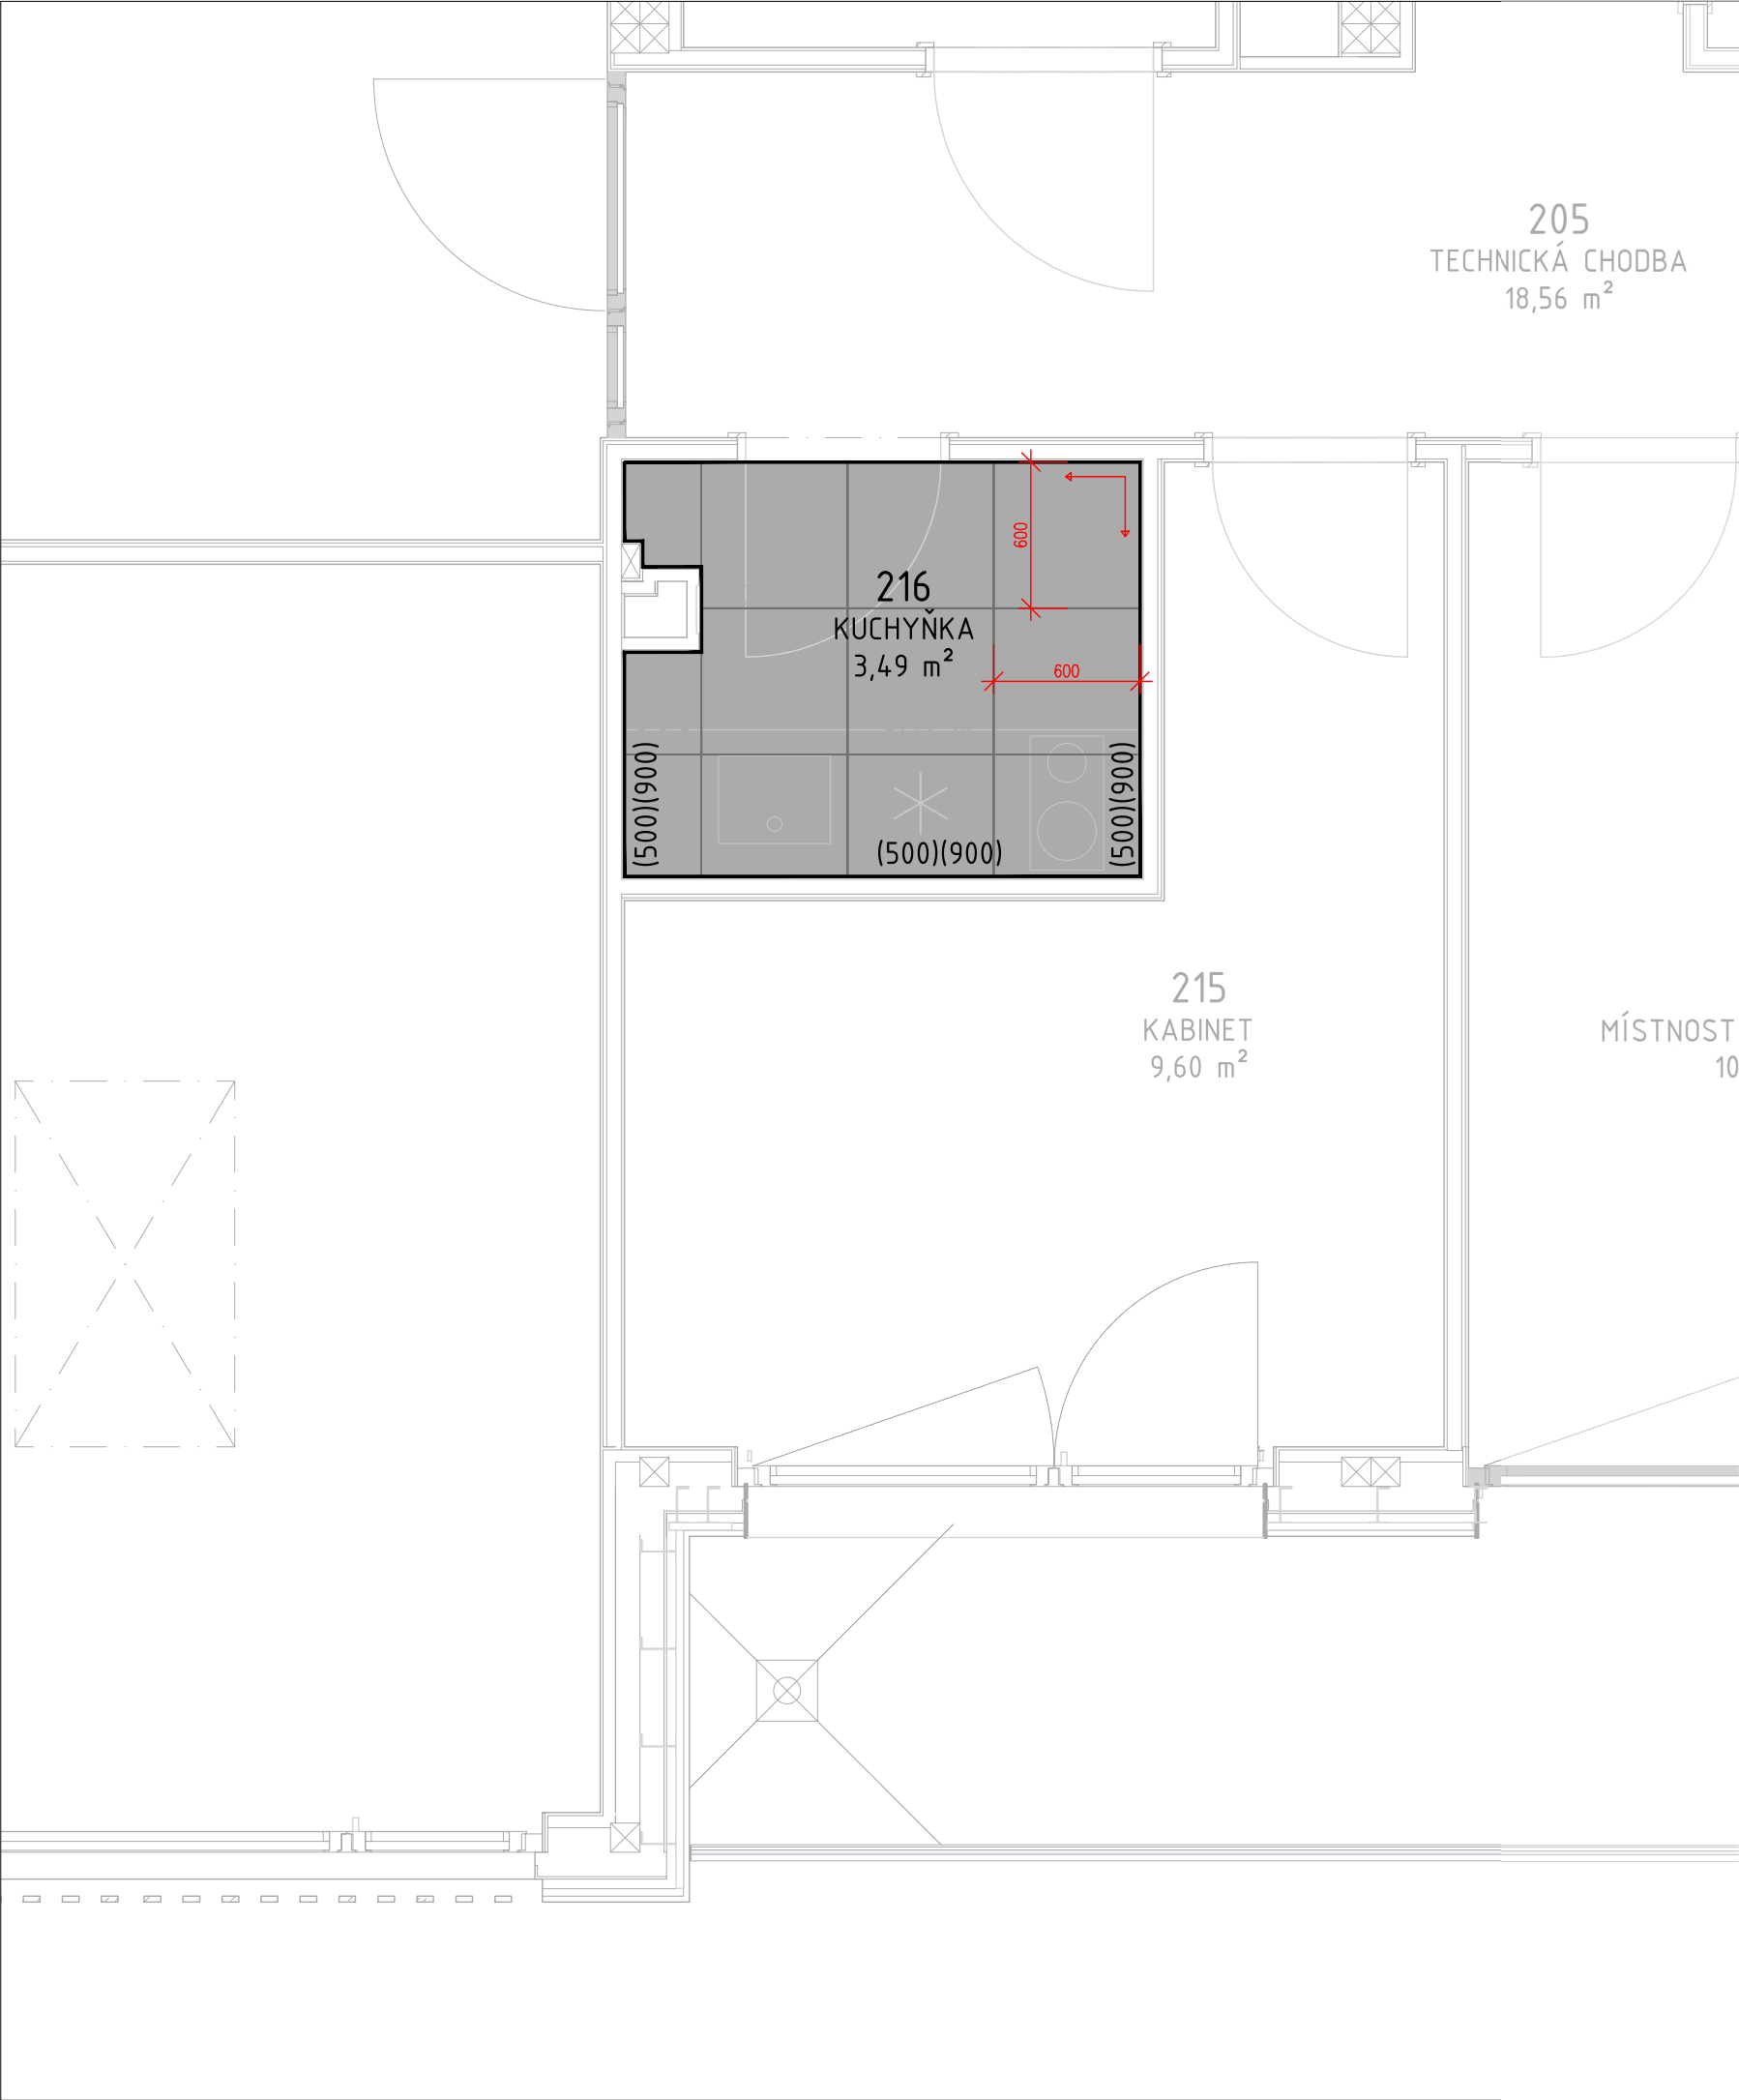 205
TECHNICKÁ CHODBA
18,56 m²
600
216
KUCHYŇKA
3,49 m²
600
(500)(900)
(500)(900)
(500)(900)
215
KABINET
9,60 m²
MÍSTNOST
10